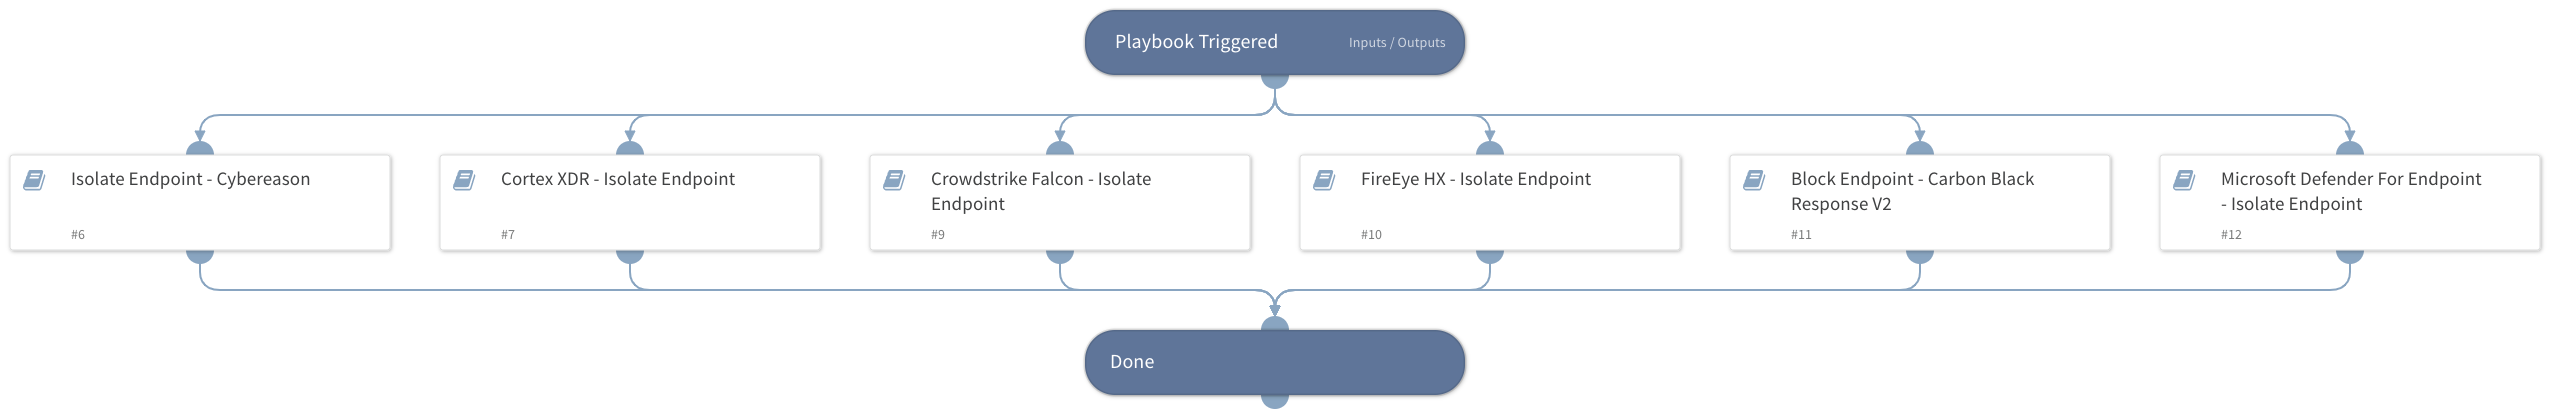 Playbook Triggered
Inputs / Outputs
Isolate Endpoint - Cybereason
#6
Cortex XDR - Isolate Endpoint
#7
Crowdstrike Falcon - Isolate
Endpoint
#9
FireEye HX - Isolate Endpoint
#10
Block Endpoint - Carbon Black
Response V2
#11
Microsoft Defender For Endpoint
- Isolate Endpoint
#12
Done